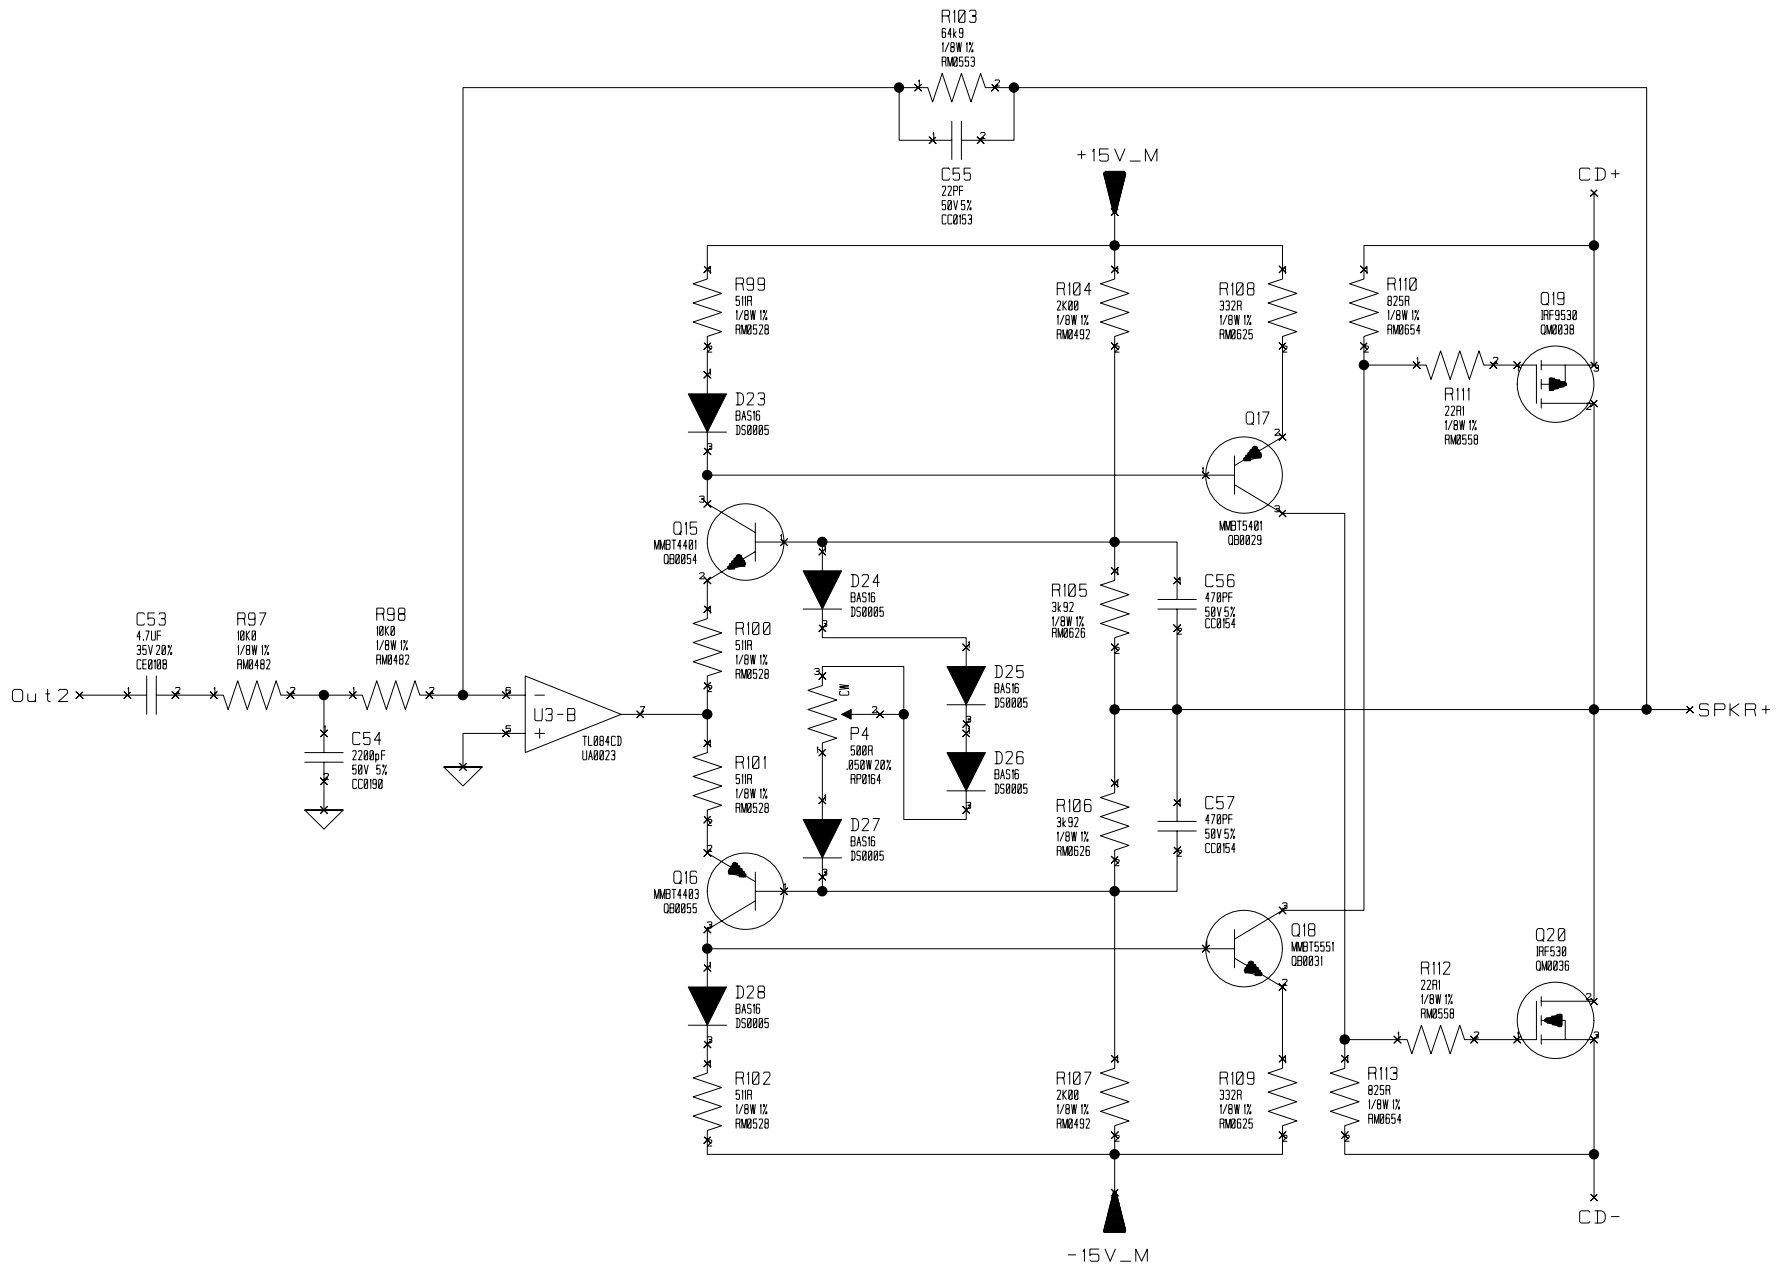 R103
64k9
1/8W 1%
RM0553
C55
22PF
50V 5%
CC0153
+15V_M
CD+
R99
511R
1/8W 1%
RM0528
R104
2K00
1/8W 1%
RM0492
R108
332R
1/8W 1%
RM0625
R110
825R
1/8W 1%
RM0654
Q19
IRF9530
QM0038
R111
22R1
1/8W 1%
RM0558
D23
BAS16
DS0005
Q17
MMBT5401
QB0029
Q15
MMBT4401
QB0054
D24
BAS16
DS0005
R105
3k92
1/8W 1%
RM0626
C56
470PF
50V 5%
CC0154
Out2
C53
4.7UF
35V 20%
CE0108
R97
10K0
1/8W 1%
RM0482
R98
10K0
1/8W 1%
RM0482
R100
511R
1/8W 1%
RM0528
CW
D25
BAS16
DS0005
U3-B
TL084CD
UA0023
P4
500R
.050W 20%
RP0164
SPKR+
C54
2200pF
50V 5%
CC0190
R101
511R
1/8W 1%
RM0528
D26
BAS16
DS0005
D27
BAS16
DS0005
R106
3k92
1/8W 1%
RM0626
C57
470PF
50V 5%
CC0154
Q16
MMBT4403
QB0055
Q18
MMBT5551
QB0031
Q20
IRF530
QM0036
D28
BAS16
DS0005
R112
22R1
1/8W 1%
RM0558
R102
511R
1/8W 1%
RM0528
R107
2K00
1/8W 1%
RM0492
R109
332R
1/8W 1%
RM0625
R113
825R
1/8W 1%
RM0654
CD-
-15V_M